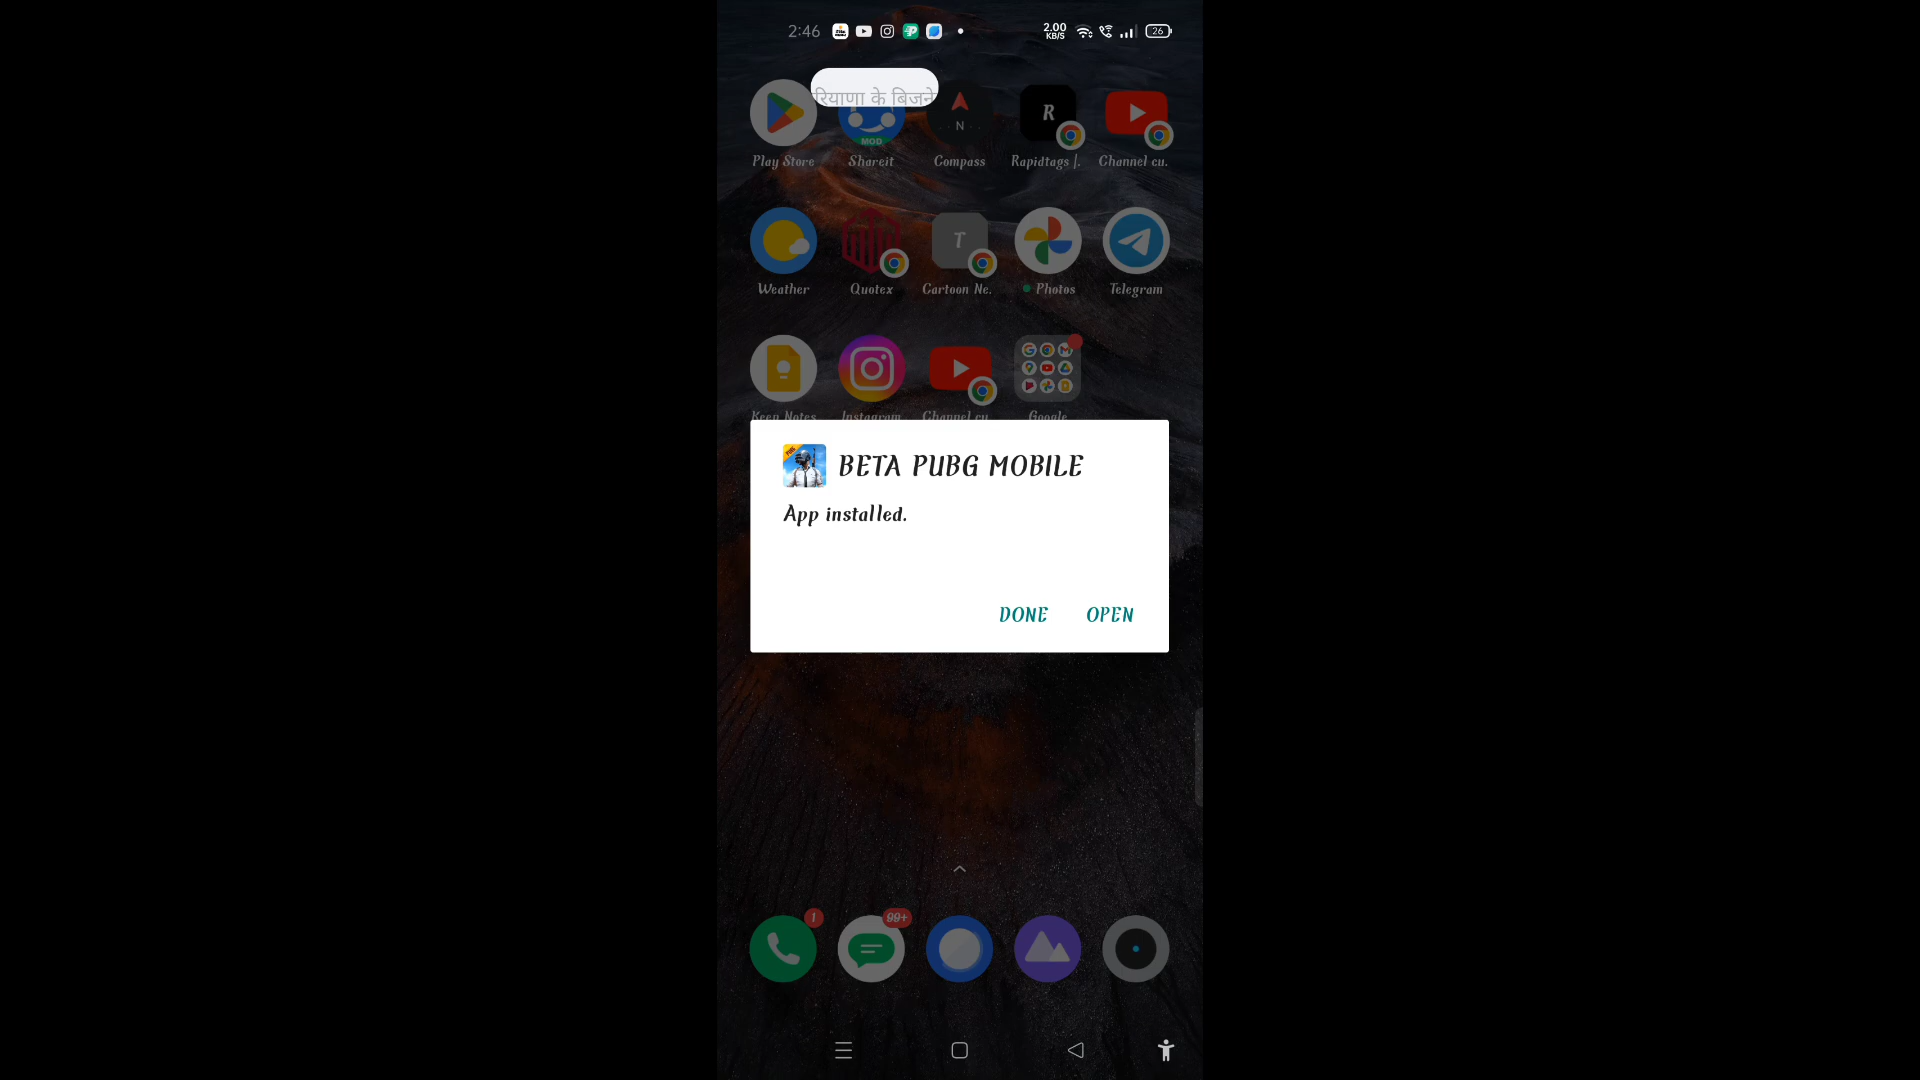 2:46
2.00
KB/S
26
रियाणा के बिजने
MOD
N
R
Play Store
Shareit
Compass
Rapidtags |.
Channel cu.
T
Weather
Quotex
Cartoon Ne.
Photos
Telegram
Keep Notes
Instagram
Channel cu.
Google
BETA PUBG MOBILE
App installed.
DONE
OPEN
1
99+